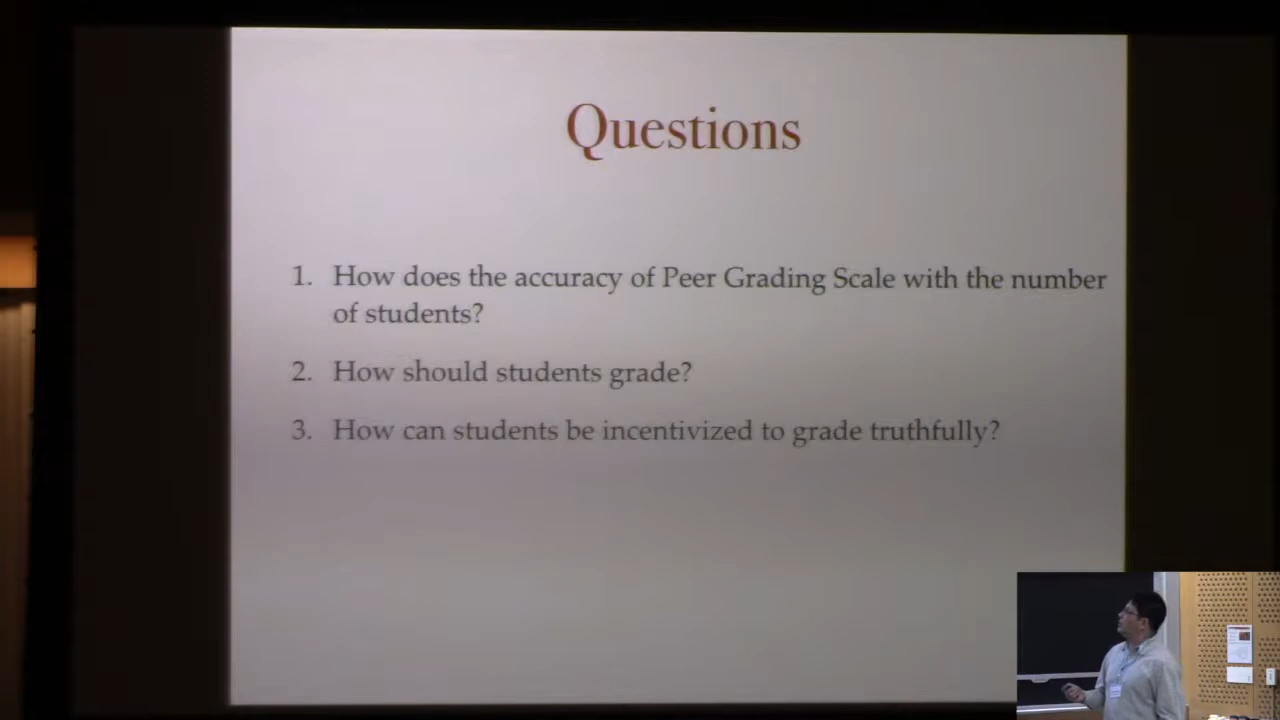 Questions
1. How does the accuracy of Peer Grading Scale with the number
of students?
2. How should students grade?
3. How can students be incentivized to grade truthfully?